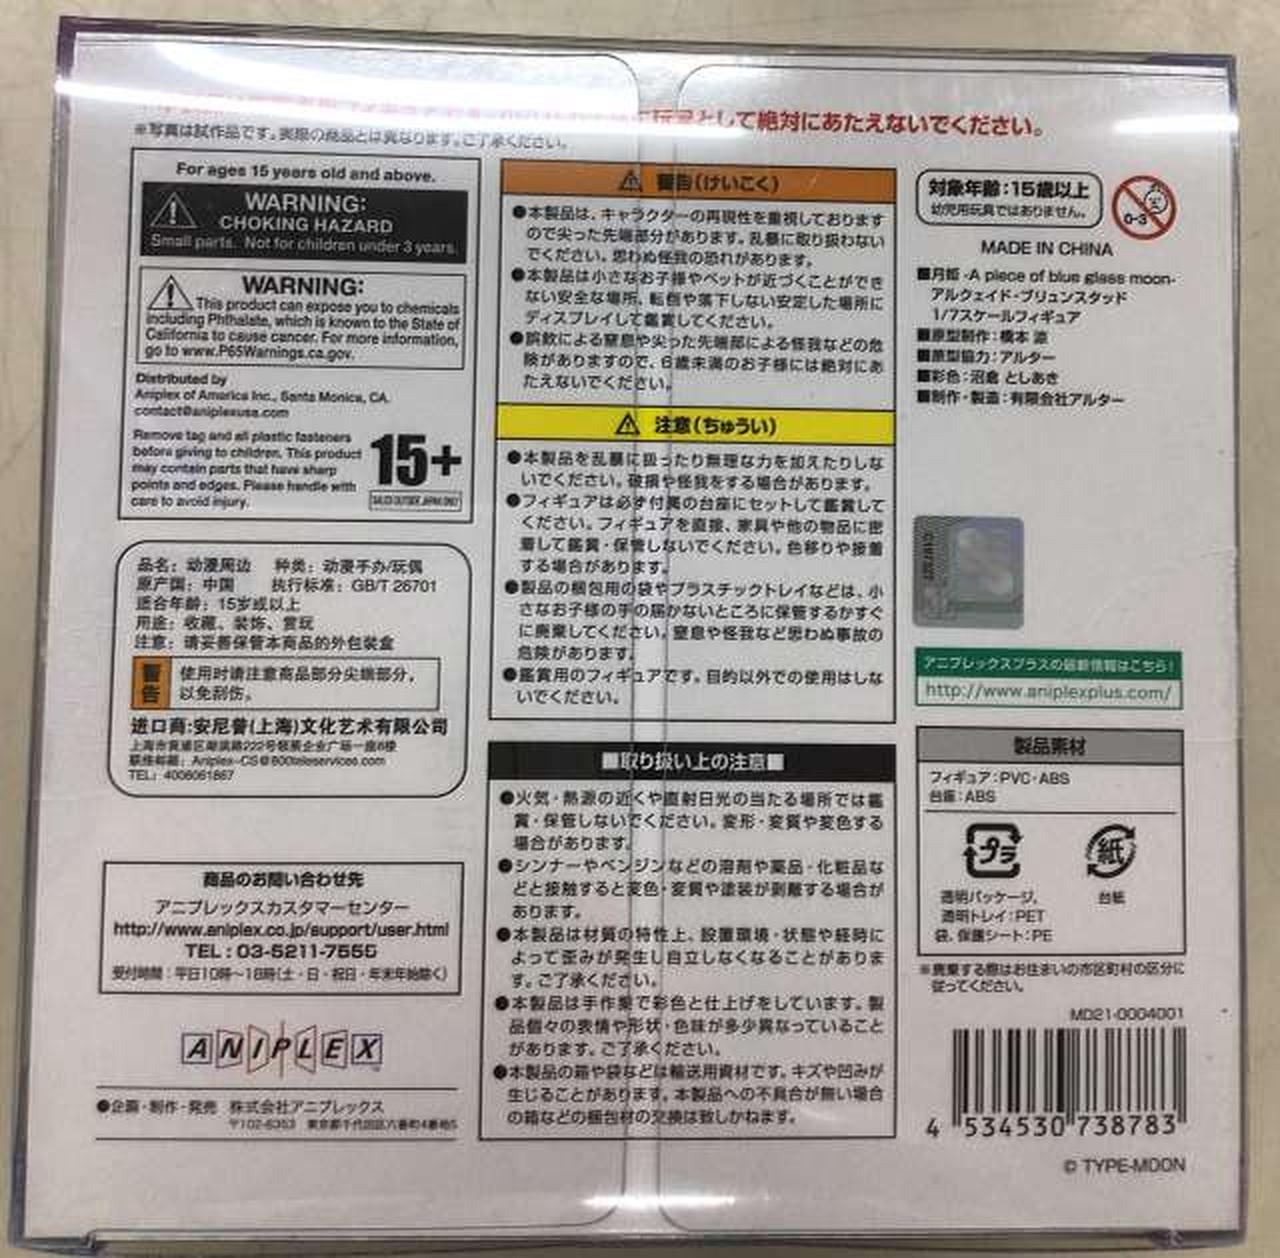 玩具として絶対にあたえないでください。
※写真は試作品です。実際の商品とは異なります。ご了承ください。
For ages 15 years old and above.
WARNING:
CHOKING HAZARD
Small parts. Not for children under 3 years.
WARNING:
This product can expose you to chemicals
including Phthalate, which is known to the State of
California to cause cancer. For more information,
go to www.P65Warnings.ca.gov.
Distributed by
Aniplex of America Inc., Santa Monica, CA.
contact@aniplexusa.com
Remove tag and all plastic fasteners
before giving to children. This product
may contain parts that have sharp
points and edges. Please handle with
care to avoid injury.
15+
SALES OUTSIDE JAPAN ONLY
品名：动漫周边 种类：动漫手办/玩偶
原产国：中国 执行标准：GB/T 26701
适合年龄：15岁或以上
用途：收藏、装饰、赏玩
注意：请妥善保管本商品的外包装盒
警告
使用时请注意商品部分尖端部分，
以免刮伤。
进口商:安尼普(上海)文化艺术有限公司
上海市黄浦区湖滨路222号领展企业广场一座6楼
联络邮箱：Aniplex-CS@800teleservices.com
TEL：4006061867
商品のお問い合わせ先
アニプレックスカスタマーセンター
http://www.aniplex.co.jp/support/user.html
TEL：03-5211-7555
受付時間：平日10時～18時(土・日・祝日・年末年始除く)
ANIPLEX
●企画・制作・発売 株式会社アニプレックス
〒102-6353 東京都千代田区六番町4番地5
警告(けいこく)
●本製品は、キャラクターの再現性を重視しております
ので尖った先端部分があります。乱暴に取り扱わない
でください。思わぬ怪我の恐れがあります。
●本製品は小さなお子様やペットが近づくことができ
ない安全な場所、転倒や落下しない安定した場所に
ディスプレイして鑑賞してください。
●誤飲による窒息や尖った先端部による怪我などの危
険がありますので、6歳未満のお子様には絶対にあ
たえないでください。
注意(ちゅうい)
●本製品を乱暴に扱ったり無理な力を加えたりしな
いでください。破損や怪我をする場合があります。
●フィギュアは必ず付属の台座にセットして鑑賞して
ください。フィギュアを直接、家具や他の物品に密
着して鑑賞・保管しないでください。色移りや接着
する場合があります。
●製品の梱包用の袋やプラスチックトレイなどは、小
さなお子様の手の届かないところに保管するかすぐ
に廃棄してください。窒息や怪我など思わぬ事故の
危険があります。
●鑑賞用のフィギュアです。目的以外での使用はしな
いでください。
■取り扱い上の注意■
●火気・熱源の近くや直射日光の当たる場所では鑑
賞・保管しないでください。変形・変質や変色する
場合があります。
●シンナーやベンジンなどの溶剤や薬品・化粧品な
どと接触すると変色・変質や塗装が剥離する場合が
あります。
●本製品は材質の特性上、設置環境・状態や経時に
よって歪みが発生し自立しなくなることがありま
す。ご了承ください。
●本製品は手作業で彩色と仕上げをしています。製
品個々の表情や形状・色味が多少異なっていること
があります。ご了承ください。
●本製品の箱や袋などは輸送用資材です。キズや凹みが
生じることがあります。本製品への不具合が無い場合
の箱などの梱包材の交換は致しかねます。
対象年齢：15歳以上
幼児用玩具ではありません。
0-3
MADE IN CHINA
■月姫 -A piece of blue glass moon-
アルクェイド・ブリュンスタッド
1/7スケールフィギュア
■原型制作：橋本 涼
■原型協力：アルター
■彩色：沼倉 としあき
■制作・製造：有限会社アルター
アニプレックスプラスの最新情報はこちら！
http://www.aniplexplus.com/
製品素材
フィギュア：PVC・ABS
台座：ABS
プラ
紙
透明パッケージ、
透明トレイ：PET
袋、保護シート：PE
台紙
※廃棄する際はお住まいの市区町村の区分に
従ってください。
MD21-0004001
4 534530 738783
© TYPE-MOON